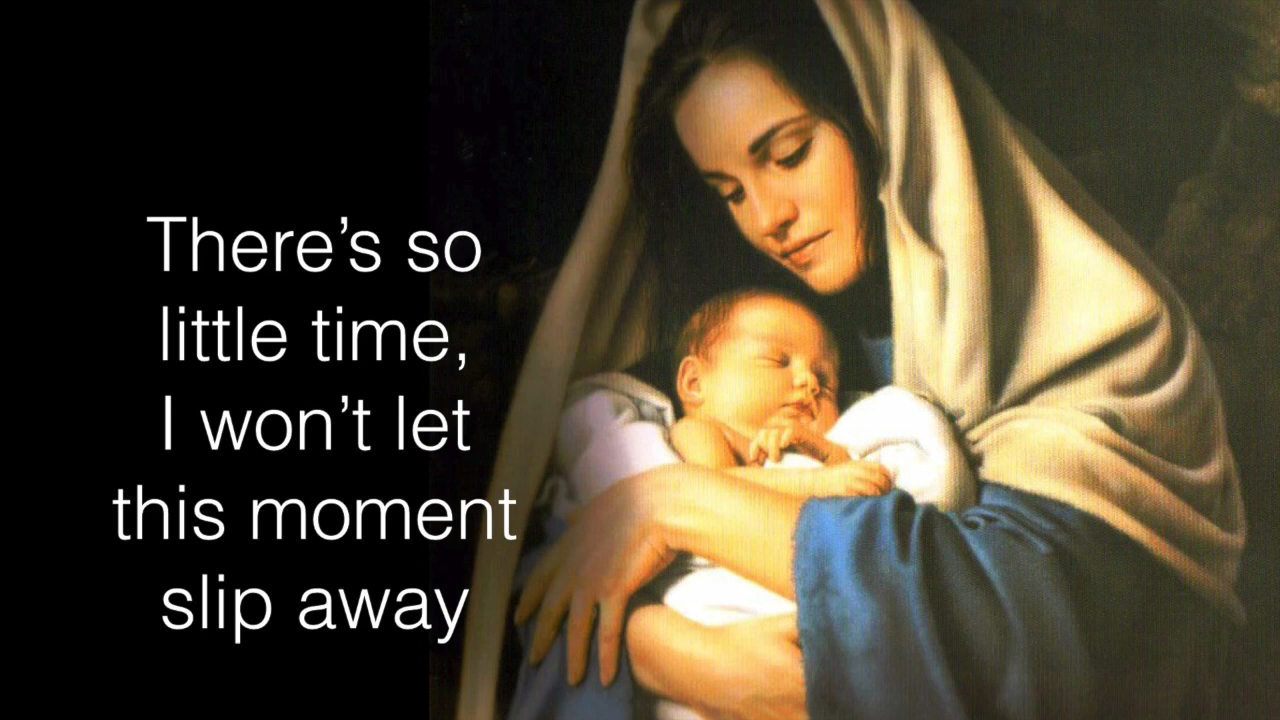 There’s so
little time,
I won’t let
this moment
slip away